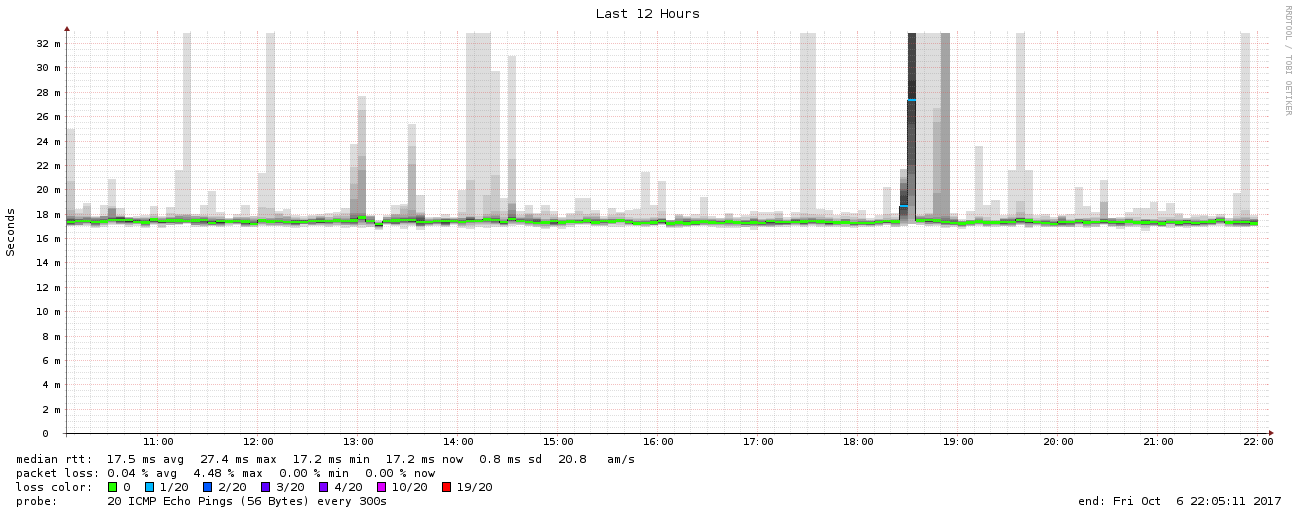 Last 12 Hours
RRDTOOL / TOBI OETIKER
Seconds
32 m
30 m
28 m
26 m
24 m
22 m
20 m
18 m
16 m
14 m
12 m
10 m
8 m
6 m
4 m
2 m
0
11:00 12:00 13:00 14:00 15:00 16:00 17:00 18:00 19:00 20:00 21:00 22:00
median rtt: 17.5 ms avg 27.4 ms max 17.2 ms min 17.2 ms now 0.8 ms sd 20.8 am/s
packet loss: 0.04 % avg 4.48 % max 0.00 % min 0.00 % now
loss color: 0 1/20 2/20 3/20 4/20 10/20 19/20
probe: 20 ICMP Echo Pings (56 Bytes) every 300s end: Fri Oct 6 22:05:11 2017